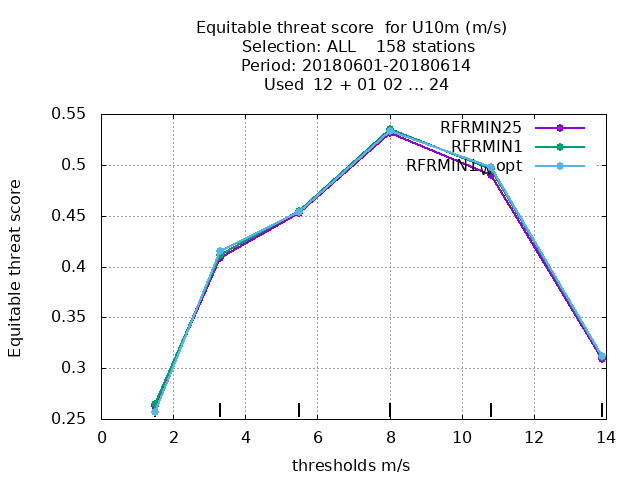 Equitable threat score for U10m (m/s)
Selection: ALL 158 stations
Period: 20180601-20180614
Used 12 + 01 02 ... 24
0.55
0.5
0.45
0.4
0.35
0.3
0.25
Equitable threat score
RFRMIN25
RFRMIN1
opt
0 2 4 6 8 10 12 14
thresholds m/s